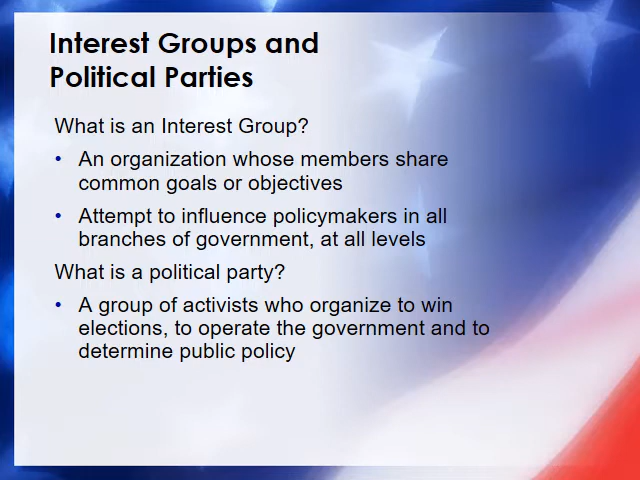 Interest Groups and
Political Parties
What is an Interest Group?
• An organization whose members share
common goals or objectives
• Attempt to influence policymakers in all
branches of government, at all levels
What is a political party?
• A group of activists who organize to win
elections, to operate the government and to
determine public policy